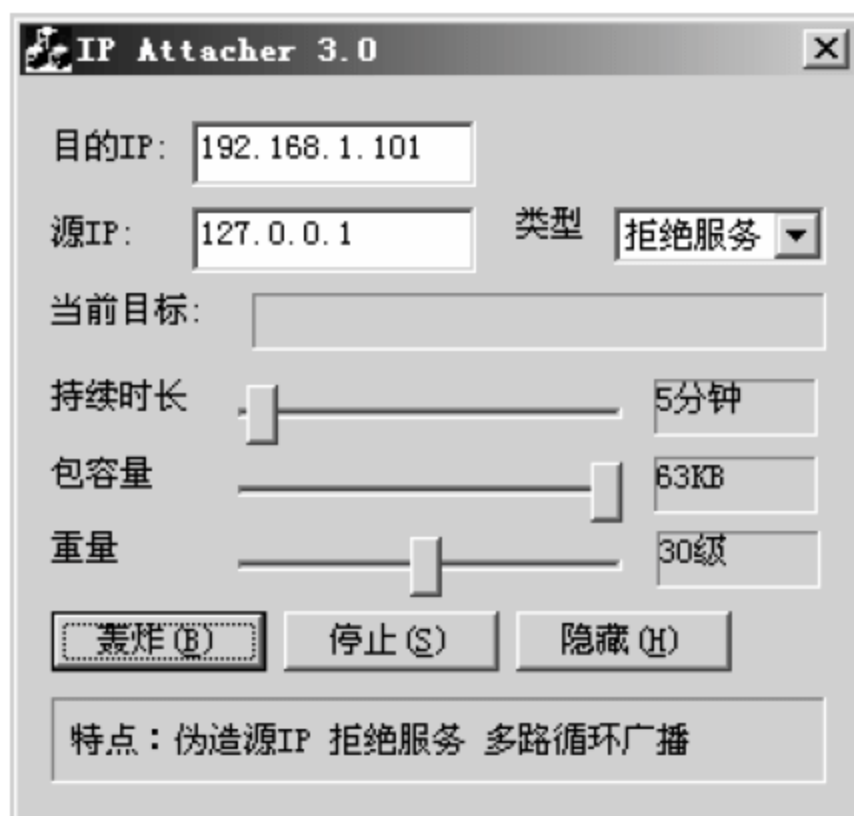 IP Attacher 3.0
目的IP: 192.168.1.101
源IP: 127.0.0.1 类型 拒绝服务
当前目标:
持续时长 5分钟
包容量 63KB
重量 30级
轰炸(B) 停止(S) 隐藏(H)
特点：伪造源IP 拒绝服务 多路循环广播